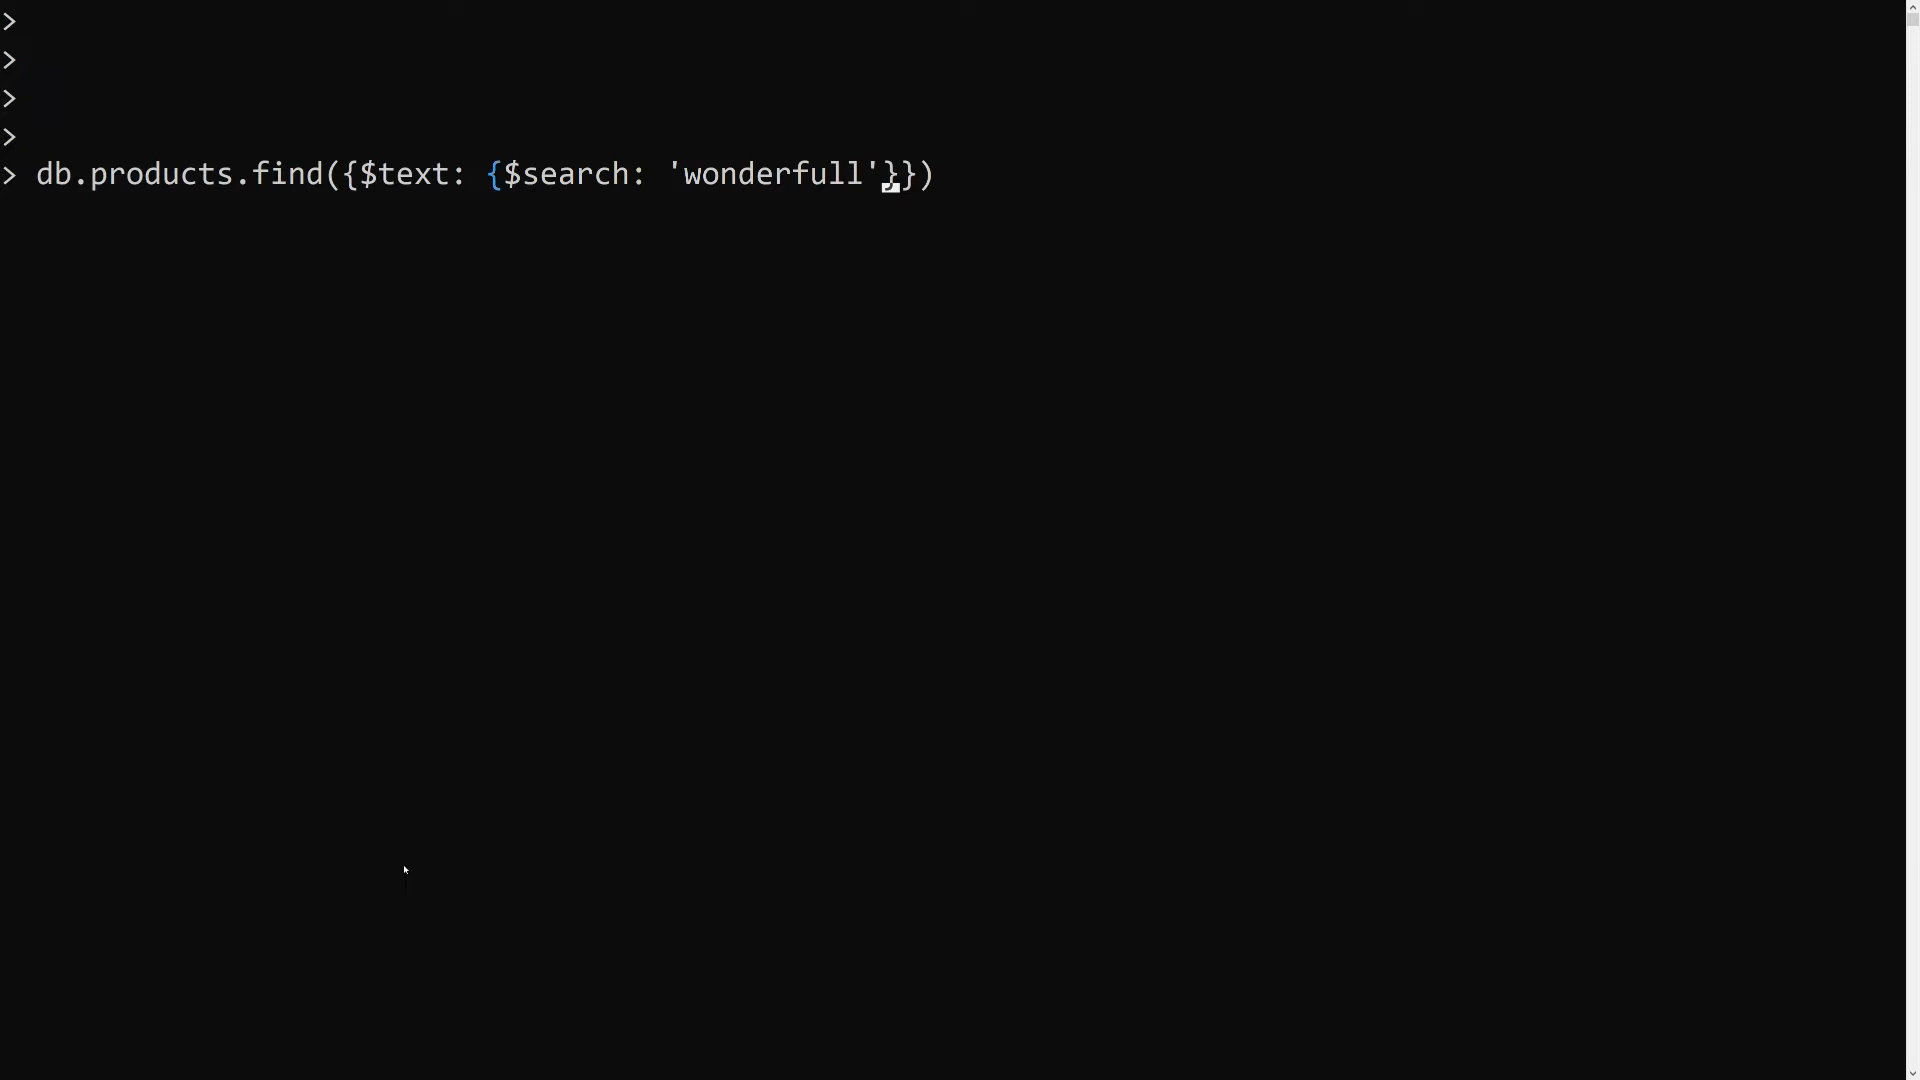 >
>
>
>
> db.products.find({$text: {$search: 'wonderfull'}})